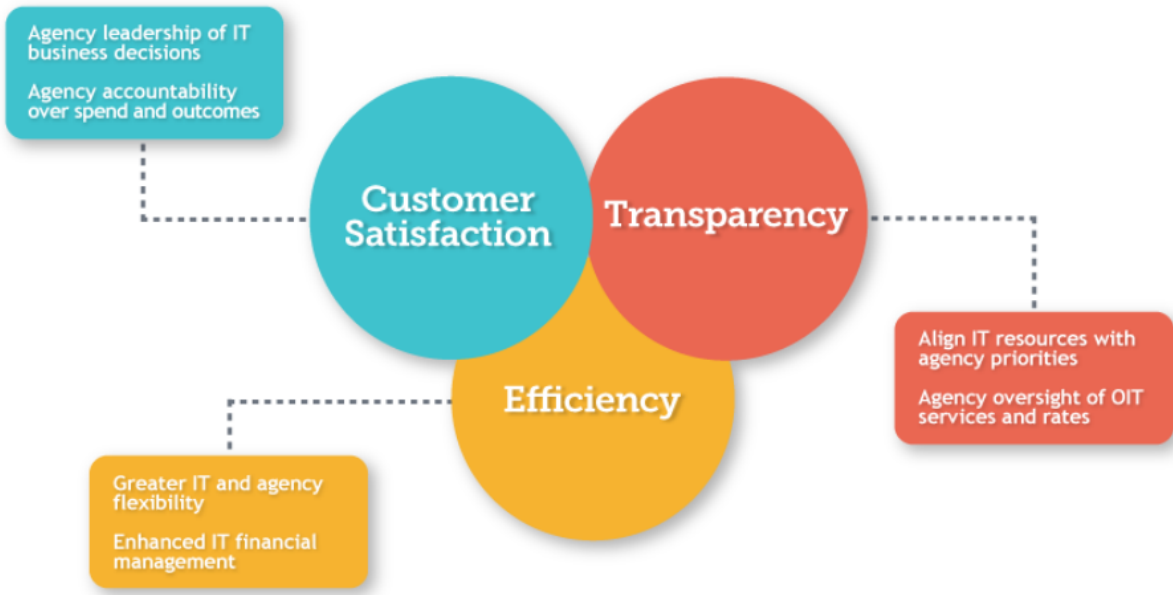 Agency leadership of IT
business decisions
Agency accountability
over spend and outcomes
Customer
Satisfaction
Transparency
Align IT resources with
agency priorities
Agency oversight of OIT
services and rates
Efficiency
Greater IT and agency
flexibility
Enhanced IT financial
management